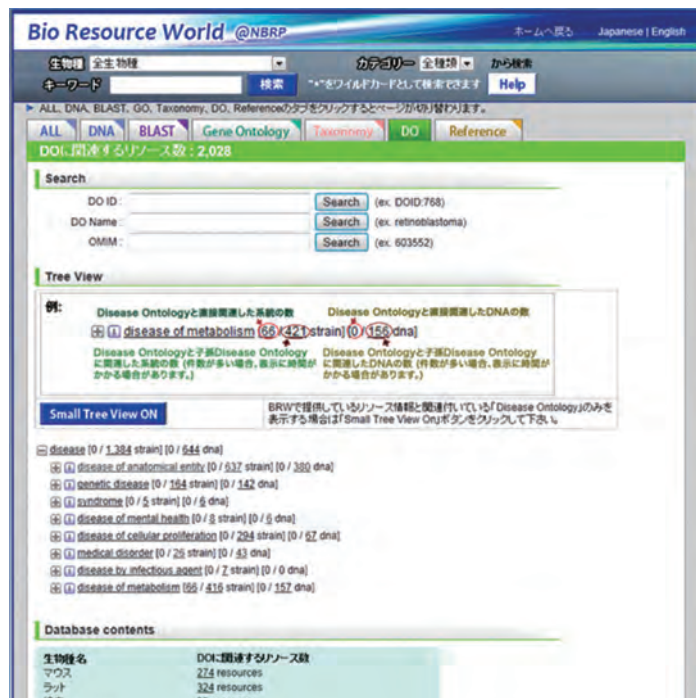 Bio Resource World @NBRP
ホームへ戻る Japanese | English
生物種 全生物種 カテゴリー 全種類 から検索
キーワード 検索 "*"をワイルドカードとして検索できます Help
► ALL, DNA, BLAST, GO, Taxonomy, DO, Referenceのタブをクリックするとページが切り替わります。
ALL DNA BLAST Gene Ontology Taxonomy DO Reference
DOに関連するリソース数 : 2,028
Search
DO ID : Search (ex. DOID:768)
DO Name : Search (ex. retinoblastoma)
OMIM : Search (ex. 603552)
Tree View
例:
Disease Ontologyと直接関連した系統の数 Disease Ontologyと直接関連したDNAの数
disease of metabolism [66 / 421 strain] [0 / 156 dna]
Disease Ontologyと子孫Disease Ontology Disease Ontologyと子孫Disease Ontology
に関連した系統の数 (件数が多い場合、表示に時間が に関連したDNAの数 (件数が多い場合、表示に時間が
かかる場合があります。) かかる場合があります。)
Small Tree View ON
BRWで提供しているリソース情報と関連付いている「Disease Ontology」のみを
表示する場合は「Small Tree View On」ボタンをクリックして下さい。
disease [0 / 1,384 strain] [0 / 644 dna]
disease of anatomical entity [0 / 637 strain] [0 / 380 dna]
genetic disease [0 / 164 strain] [0 / 142 dna]
syndrome [0 / 5 strain] [0 / 6 dna]
disease of mental health [0 / 8 strain] [0 / 6 dna]
disease of cellular proliferation [0 / 294 strain] [0 / 67 dna]
medical disorder [0 / 26 strain] [0 / 43 dna]
disease by infectious agent [0 / 7 strain] [0 / 0 dna]
disease of metabolism [66 / 416 strain] [0 / 157 dna]
Database contents
生物種名 DOに関連するリソース数
マウス 274 resources
ラット 324 resources